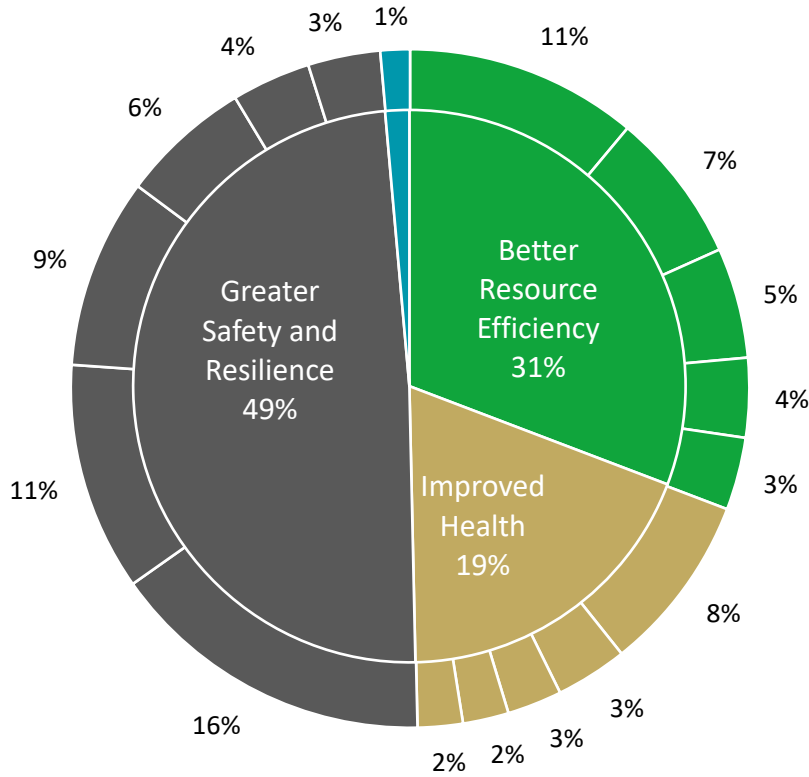 1%
3%
11%
4%
6%
7%
Better
Resource
Efficiency
31%
9%
Greater
Safety and
Resilience
49%
5%
4%
11%
Improved
Health
19%
3%
8%
16%
3%
3%
2%
2%